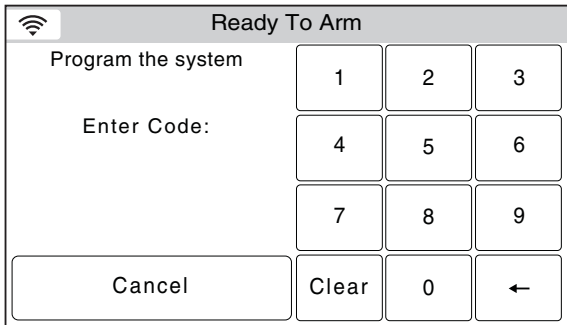 Ready To Arm
Program the system
Enter Code:
1 2 3
4 5 6
7 8 9
Cancel Clear 0 ←